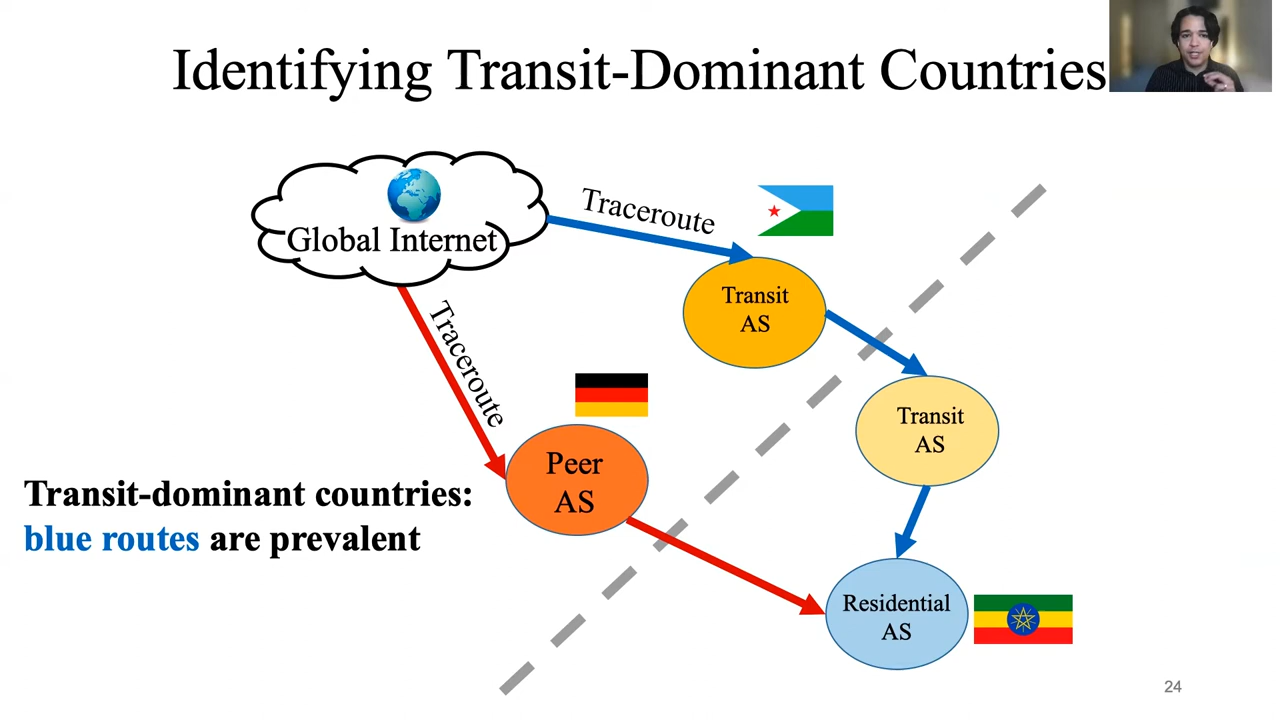 Identifying Transit-Dominant Countries
Global Internet
Traceroute
Transit
AS
Traceroute
Transit
AS
Peer
AS
Transit-dominant countries:
blue routes are prevalent
Residential
AS
24